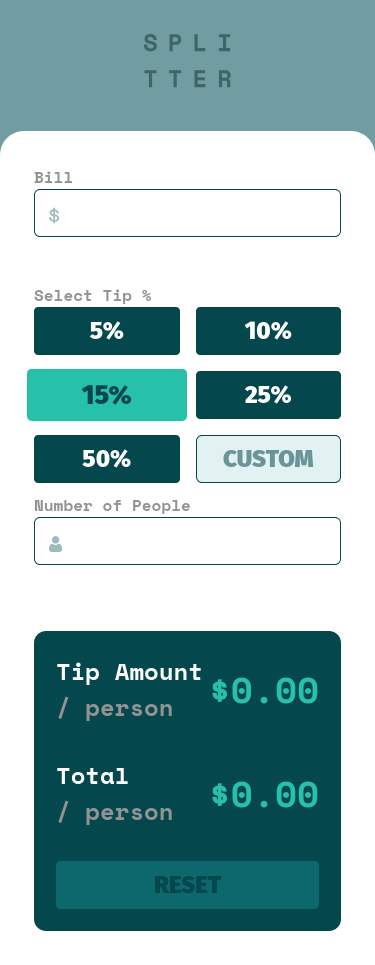 SPLI
TTER
Bill
$
Select Tip %
5% 10%
15% 25%
50% CUSTOM
Number of People
Tip Amount
/ person
$0.00
Total
/ person
$0.00
RESET